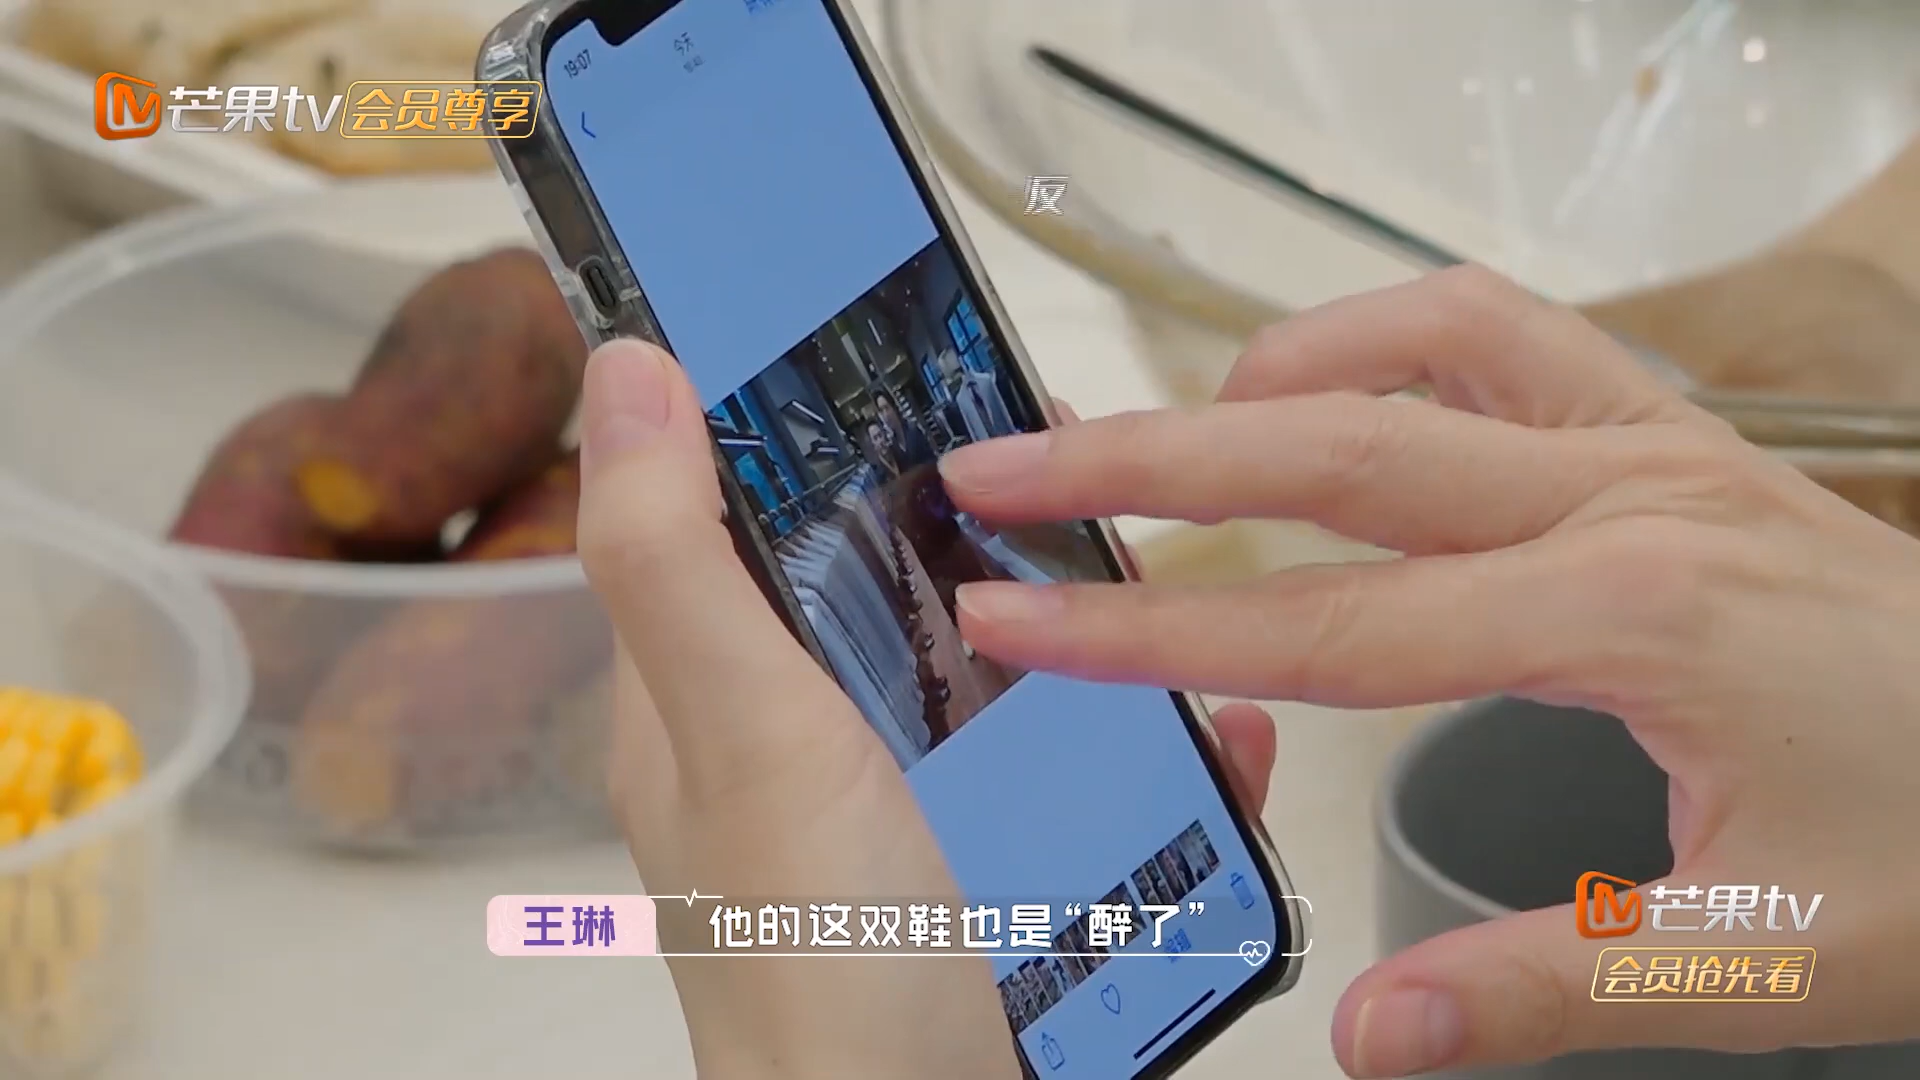 19:07
今天
芒果tv会员尊享
反
王琳
他的这双鞋也是“醉了”
芒果tv
会员抢先看